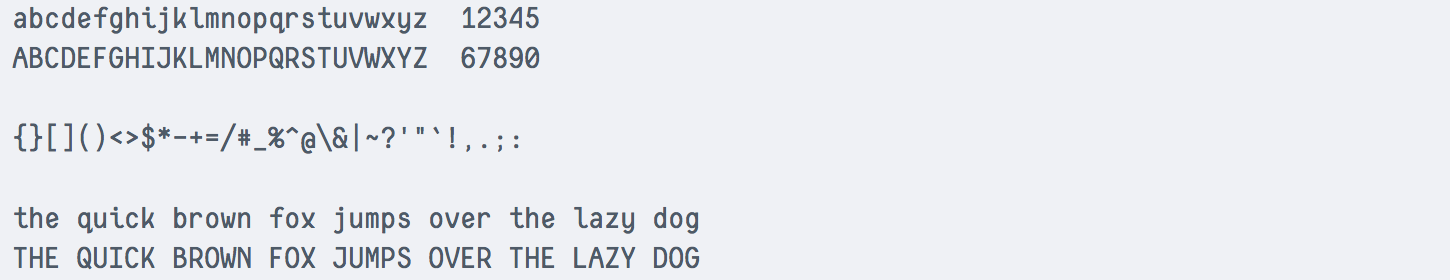 abcdefghijklmnopqrstuvwxyz  12345
ABCDEFGHIJKLMNOPQRSTUVWXYZ  67890
{}[]()<>$*-+=/#_%^@\&|~?'"`!,.;:
the quick brown fox jumps over the lazy dog
THE QUICK BROWN FOX JUMPS OVER THE LAZY DOG